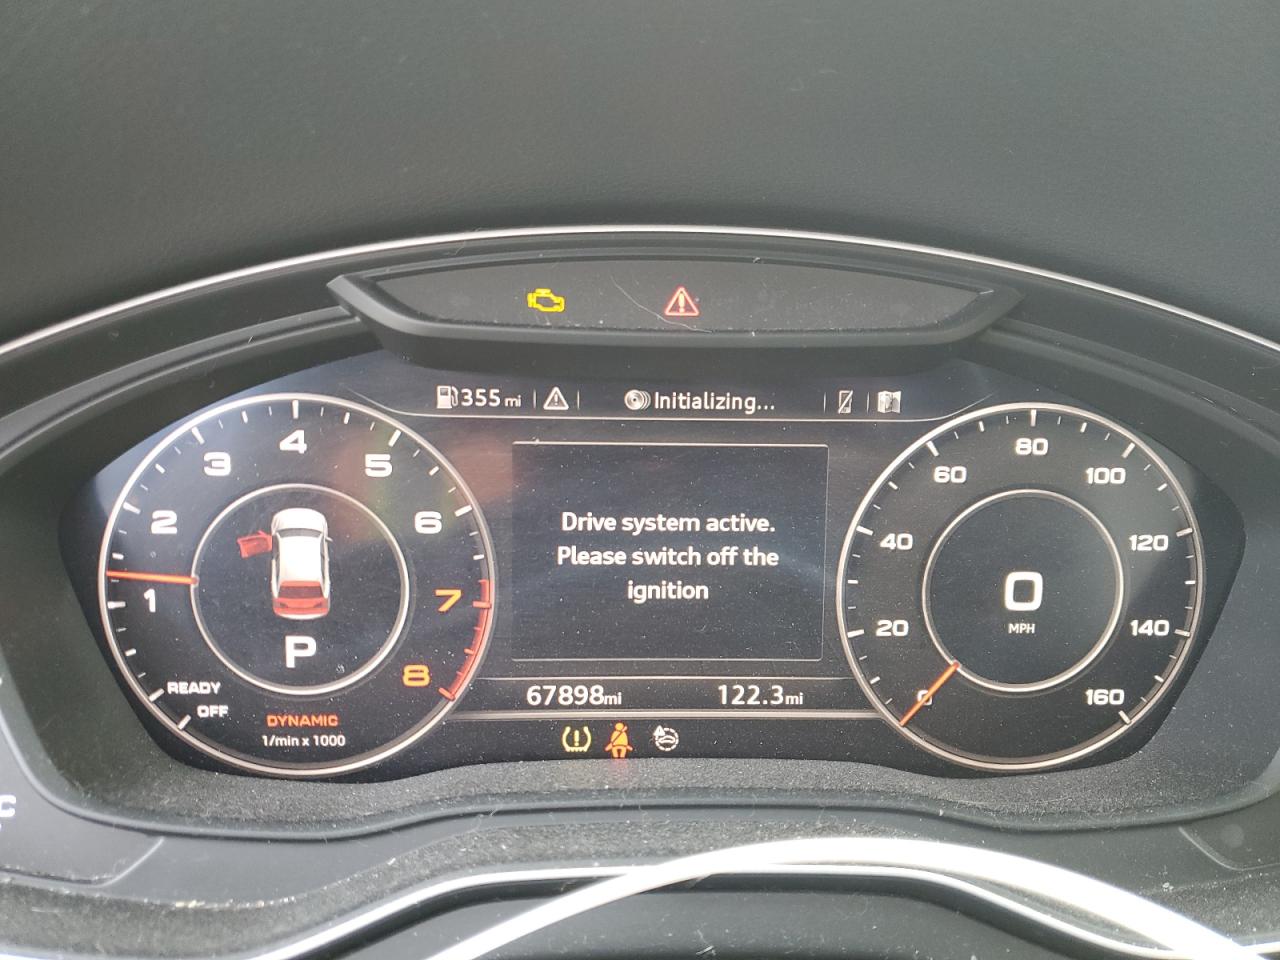 355 mi
Initializing...
1
2
3
4
5
6
7
8
P
READY
OFF
DYNAMIC
1/min x 1000
Drive system active.
Please switch off the
ignition
67898mi
122.3mi
0
20
40
60
80
100
120
140
160
0
MPH
C